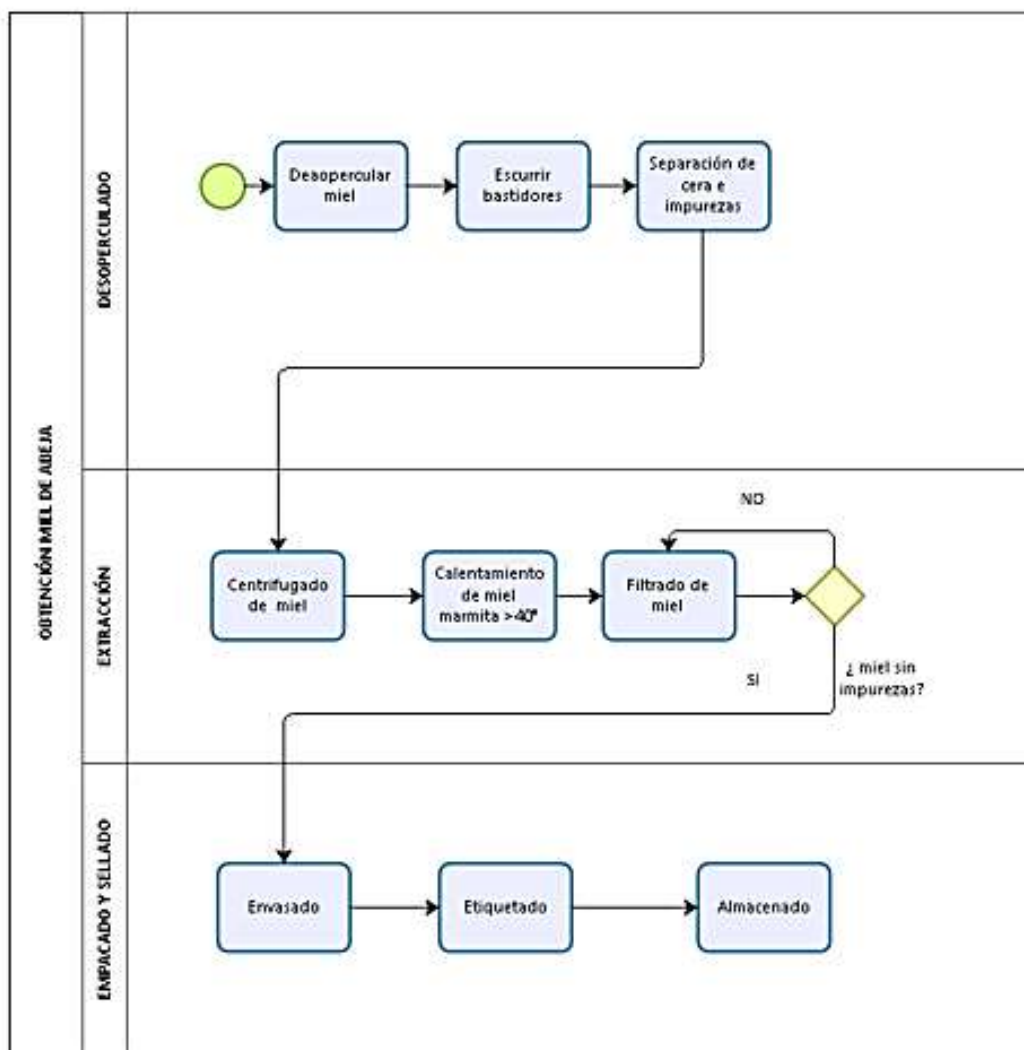 OBTENCIÓN MIEL DE ABEJA
DESOPERCULADO
Deaopercular
miel
Escurrir
bastidores
Separación de
cera e
impurezas
EXTRACCIÓN
Centrifugado
de miel
Calentamiento
de miel
marmita >40°
Filtrado de
miel
NO
SI
¿ miel sin
impurezas?
EMPACADO Y SELLADO
Envasado
Etiquetado
Almacenado